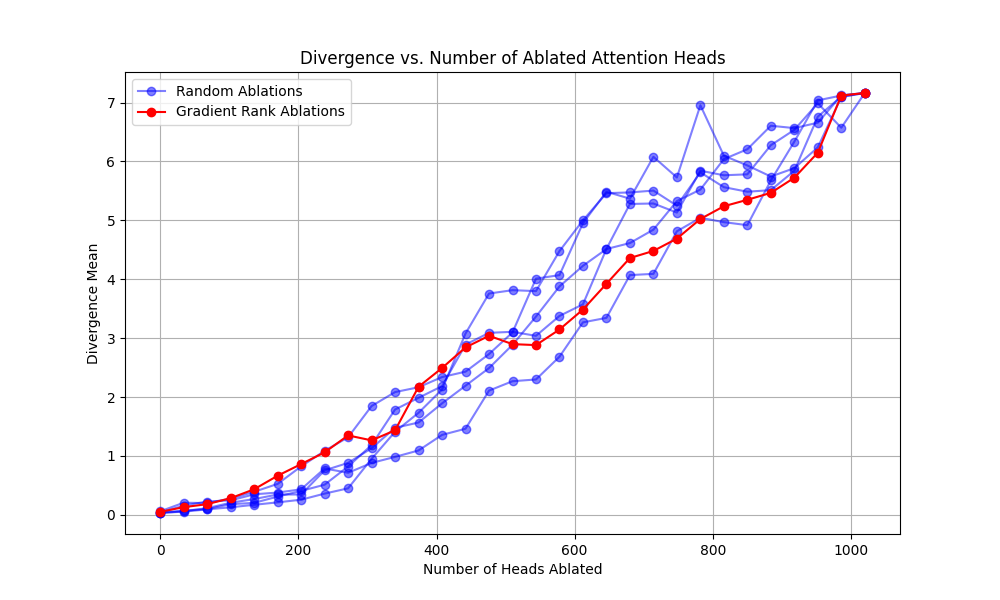 Divergence vs. Number of Ablated Attention Heads
Random Ablations
Gradient Rank Ablations
Divergence Mean
7
6
5
4
3
2
1
0
0 200 400 600 800 1000
Number of Heads Ablated